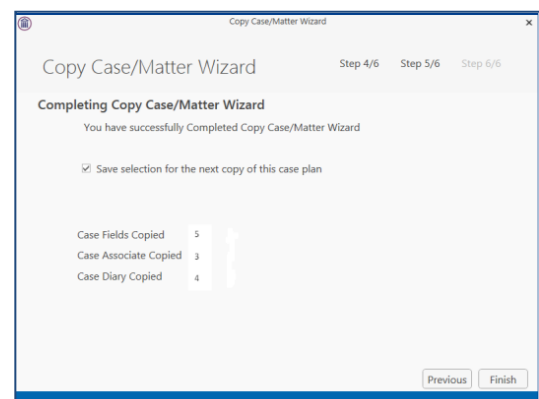 Copy Case/Matter Wizard
Copy Case/Matter Wizard Step 4/6 Step 5/6 Step 6/6
Completing Copy Case/Matter Wizard
You have successfully Completed Copy Case/Matter Wizard
Save selection for the next copy of this case plan
Case Fields Copied 5
Case Associate Copied 3
Case Diary Copied 4
Previous Finish